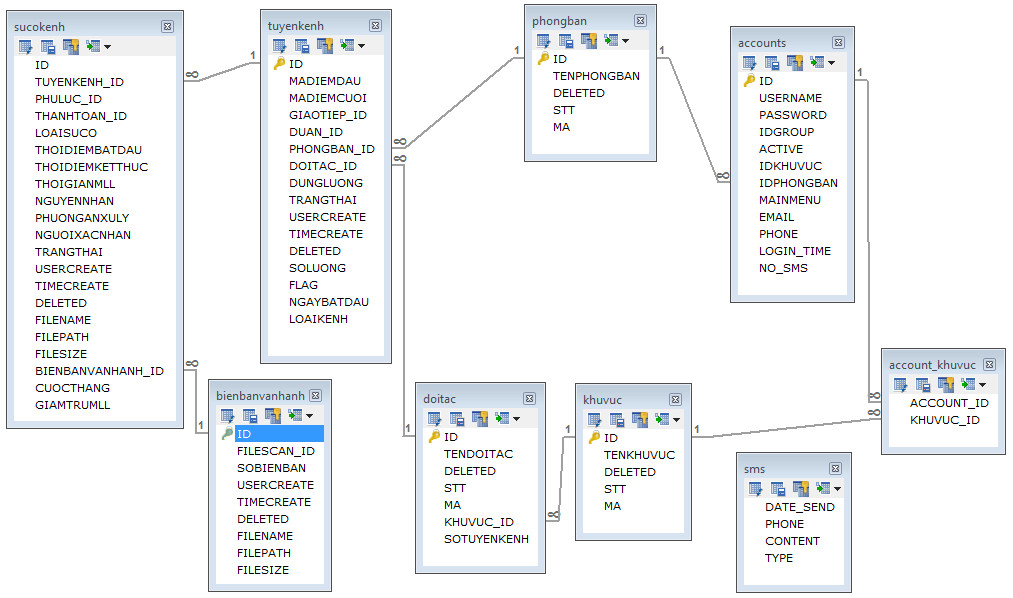 sucokenh
ID
TUYENKENH_ID
PHULUC_ID
THANHTOAN_ID
LOAISUCO
THOIDIEMBATDAU
THOIDIEMKETTHUC
THOIGIANMLL
NGUYENNHAN
PHUONGANXULY
NGUOIXACNHAN
TRANGTHAI
USERCREATE
TIMECREATE
DELETED
FILENAME
FILEPATH
FILESIZE
BIENBANVANHANH_ID
CUOCTHANG
GIAMTRUMLL
∞
1
∞
1
tuyenkenh
ID
MADIEMDAU
MADIEMCUOI
GIAOTIEP_ID
DUAN_ID
PHONGBAN_ID
DOITAC_ID
DUNGLUONG
TRANGTHAI
USERCREATE
TIMECREATE
DELETED
SOLUONG
FLAG
NGAYBATDAU
LOAIKENH
∞
1
∞
1
phongban
ID
TENPHONGBAN
DELETED
STT
MA
1
∞
accounts
ID
USERNAME
PASSWORD
IDGROUP
ACTIVE
IDKHUVUC
IDPHONGBAN
MAINMENU
EMAIL
PHONE
LOGIN_TIME
NO_SMS
1
∞
bienbanvanhanh
ID
FILESCAN_ID
SOBIENBAN
USERCREATE
TIMECREATE
DELETED
FILENAME
FILEPATH
FILESIZE
doitac
ID
TENDOITAC
DELETED
STT
MA
KHUVUC_ID
SOTUYENKENH
∞
1
khuvuc
ID
TENKHUVUC
DELETED
STT
MA
1
∞
account_khuvuc
ACCOUNT_ID
KHUVUC_ID
sms
DATE_SEND
PHONE
CONTENT
TYPE